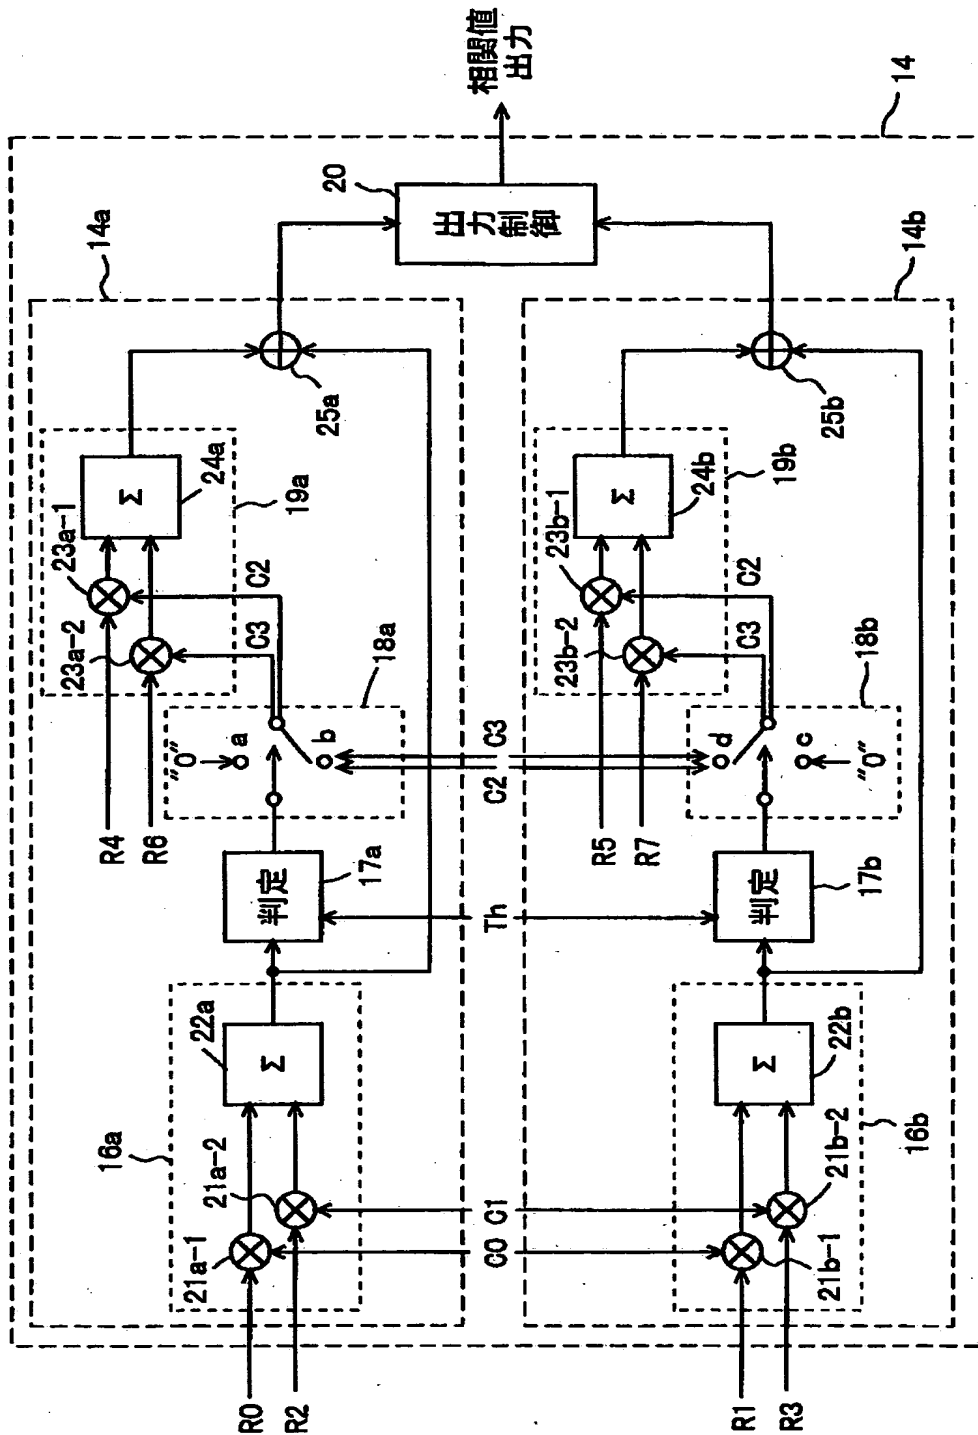 相関値
出力
14
20
出力制御
14a
25a
19a
24a
Σ
23a-1
23a-2
C2
C3
18a
"0"
a
b
R4
R6
判定
17a
16a
22a
Σ
21a-2
21a-1
R0
R2
C2
C3
Th
C1
C0
14b
25b
19b
24b
Σ
23b-1
23b-2
C2
C3
18b
d
c
"0"
R5
R7
判定
17b
16b
22b
Σ
21b-2
21b-1
R1
R3